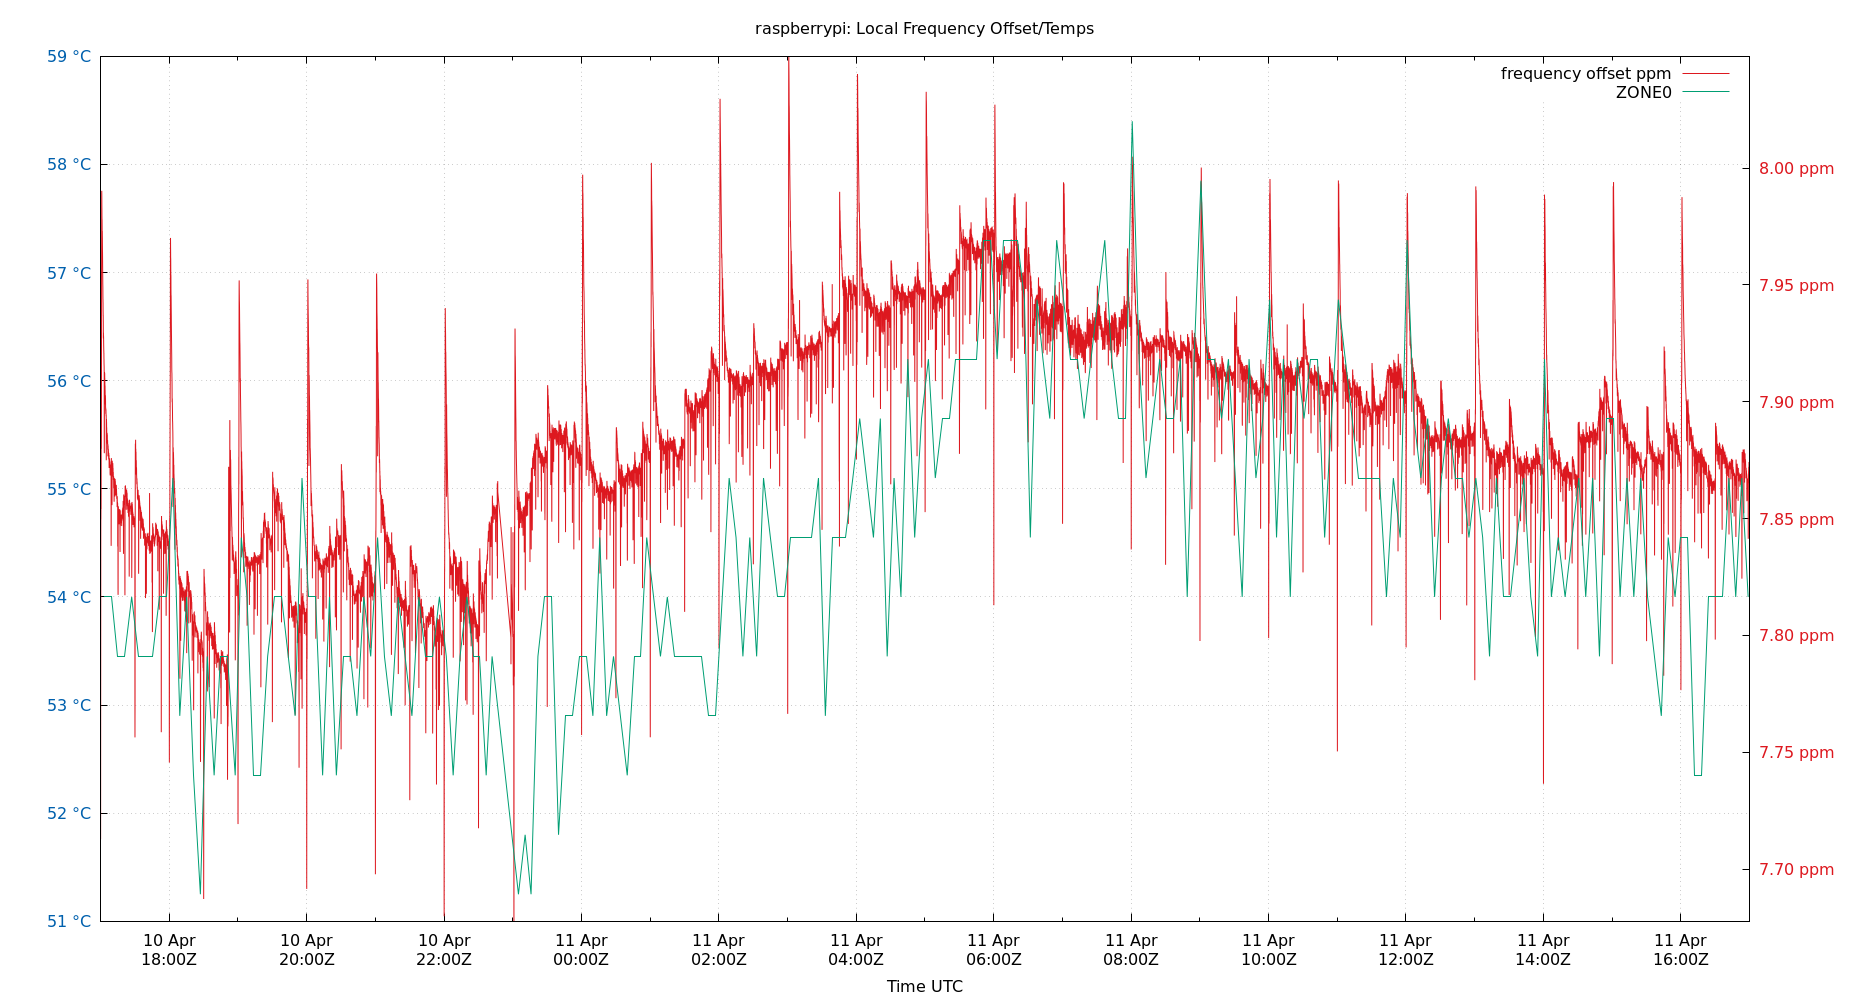 raspberrypi: Local Frequency Offset/Temps
frequency offset ppm
ZONE0
59 °C
58 °C
57 °C
56 °C
55 °C
54 °C
53 °C
52 °C
51 °C
8.00 ppm
7.95 ppm
7.90 ppm
7.85 ppm
7.80 ppm
7.75 ppm
7.70 ppm
10 Apr
18:00Z
10 Apr
20:00Z
10 Apr
22:00Z
11 Apr
00:00Z
11 Apr
02:00Z
11 Apr
04:00Z
11 Apr
06:00Z
11 Apr
08:00Z
11 Apr
10:00Z
11 Apr
12:00Z
11 Apr
14:00Z
11 Apr
16:00Z
Time UTC